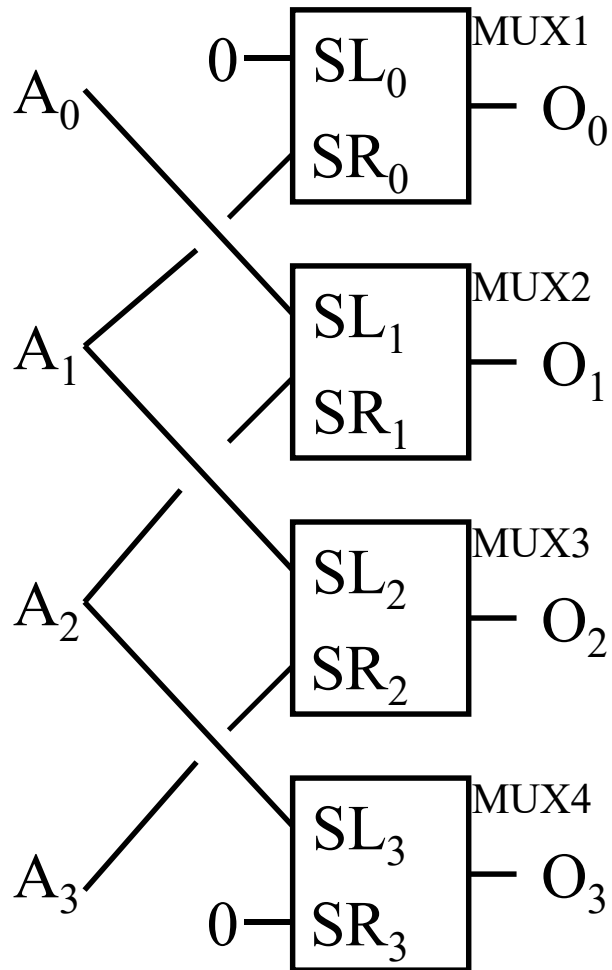 MUX1
0 SL₀
A₀ O₀
SR₀
MUX2
SL₁
A₁ O₁
SR₁
MUX3
SL₂
A₂ O₂
SR₂
MUX4
SL₃
A₃ O₃
0 SR₃